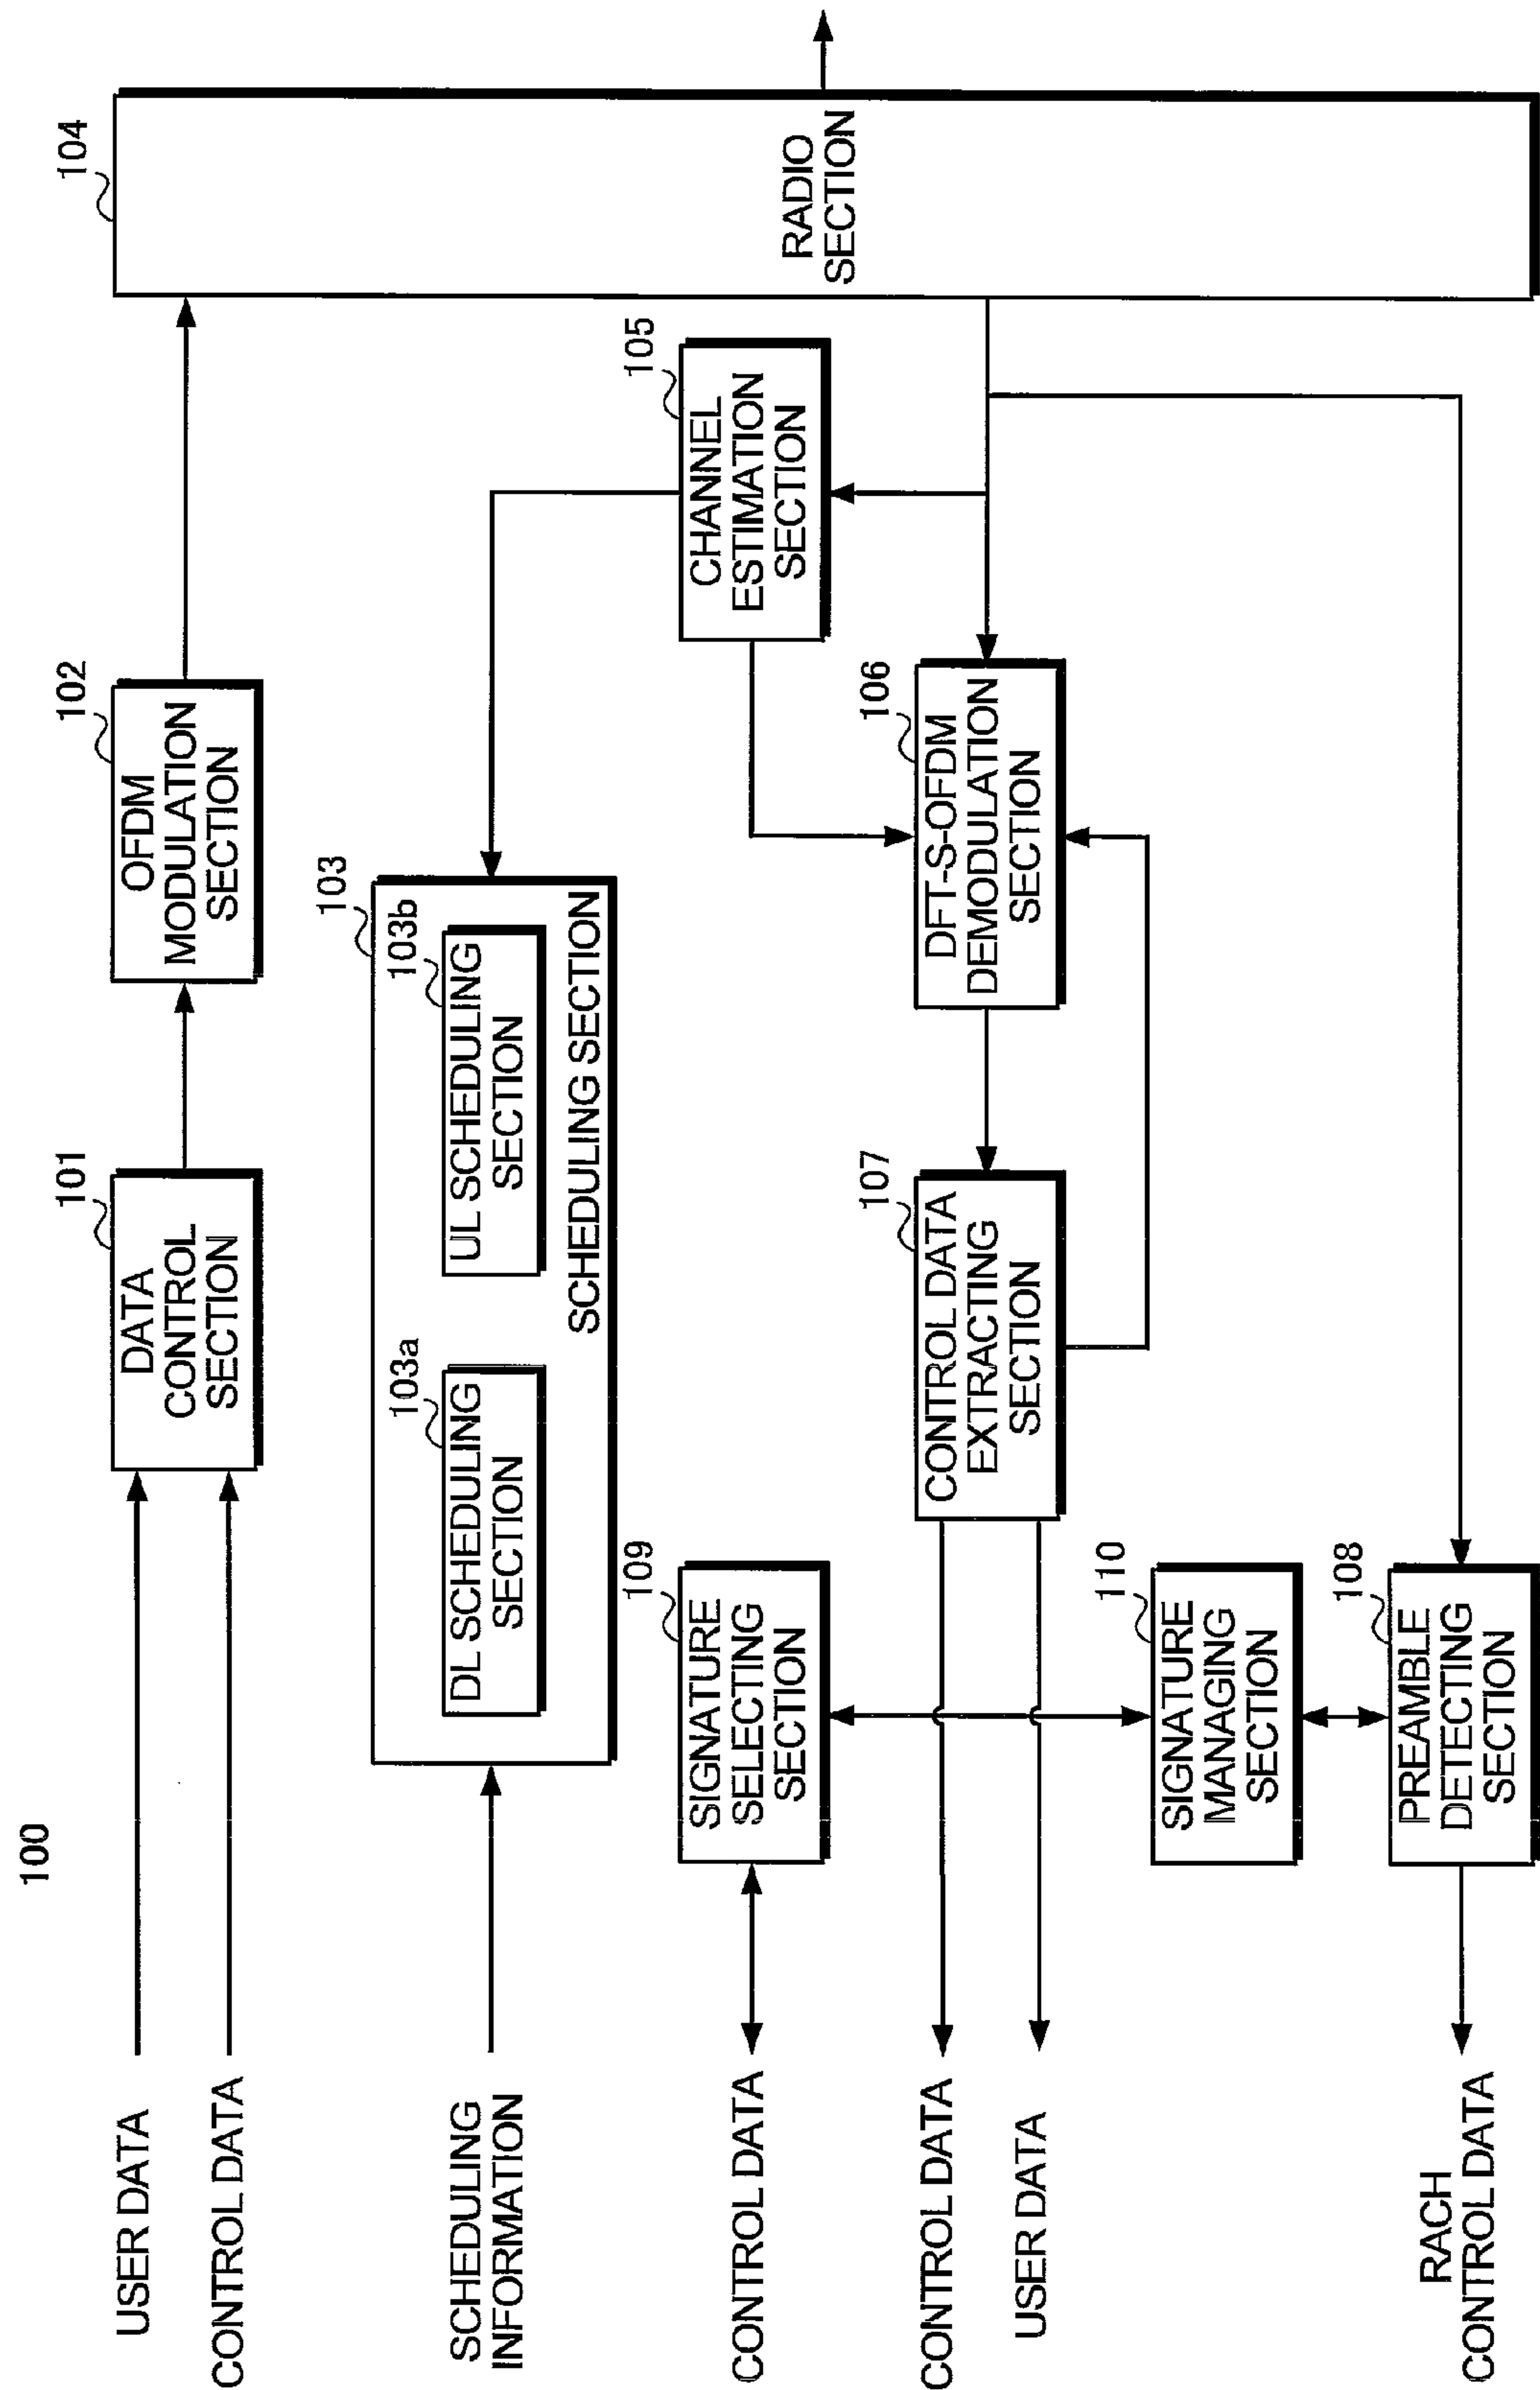 100
USER DATA
CONTROL DATA
101
DATA
CONTROL
SECTION
102
OFDM
MODULATION
SECTION
104
RADIO
SECTION
SCHEDULING
INFORMATION
103
103a
DL SCHEDULING
SECTION
103b
UL SCHEDULING
SECTION
SCHEDULING SECTION
105
CHANNEL
ESTIMATION
SECTION
CONTROL DATA
109
SIGNATURE
SELECTING
SECTION
CONTROL DATA
USER DATA
107
CONTROL DATA
EXTRACTING
SECTION
106
DFT-S-OFDM
DEMODULATION
SECTION
110
SIGNATURE
MANAGING
SECTION
RACH
CONTROL DATA
108
PREAMBLE
DETECTING
SECTION